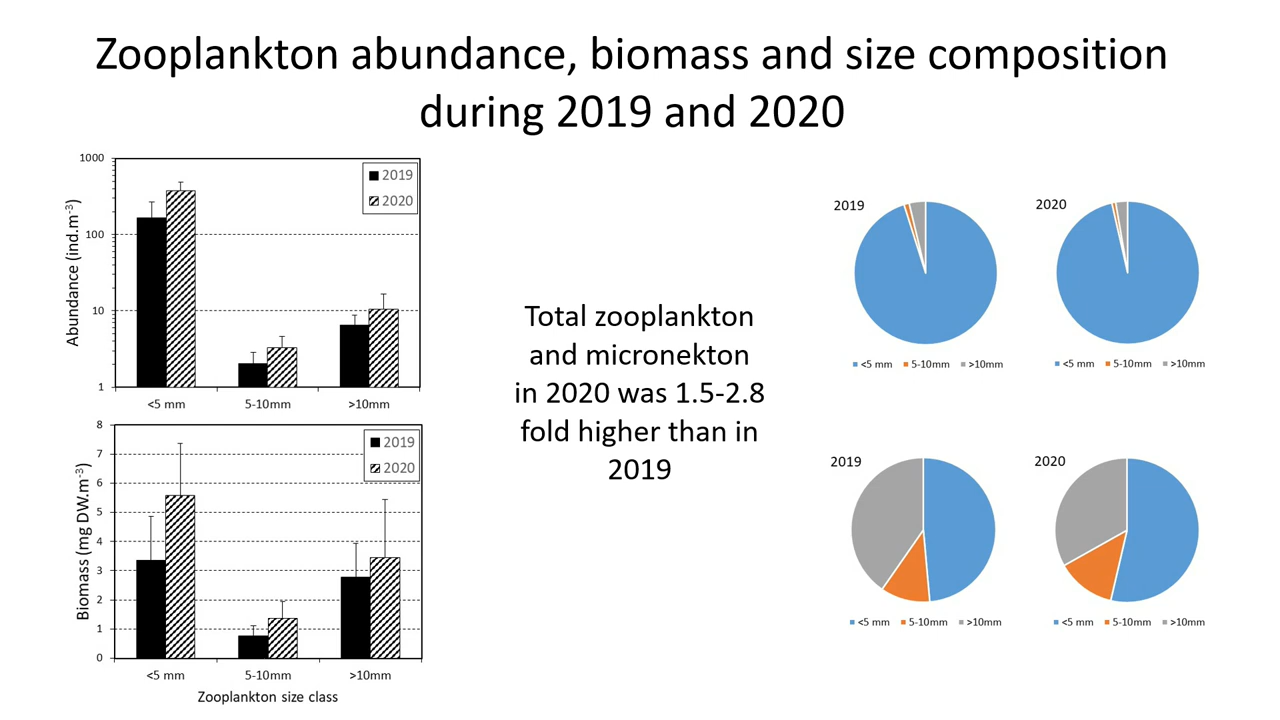 Zooplankton abundance, biomass and size composition
during 2019 and 2020
1000
100
10
1
Abundance (ind.m-3)
2019
2020
<5 mm
5-10mm
>10mm
8
7
6
5
4
3
2
1
0
Biomass (mg DW.m-3)
2019
2020
<5 mm
5-10mm
>10mm
Zooplankton size class
Total zooplankton
and micronekton
in 2020 was 1.5-2.8
fold higher than in
2019
2019
<5 mm 5-10mm >10mm
2020
<5 mm 5-10mm >10mm
2019
<5 mm 5-10mm >10mm
2020
<5 mm 5-10mm >10mm